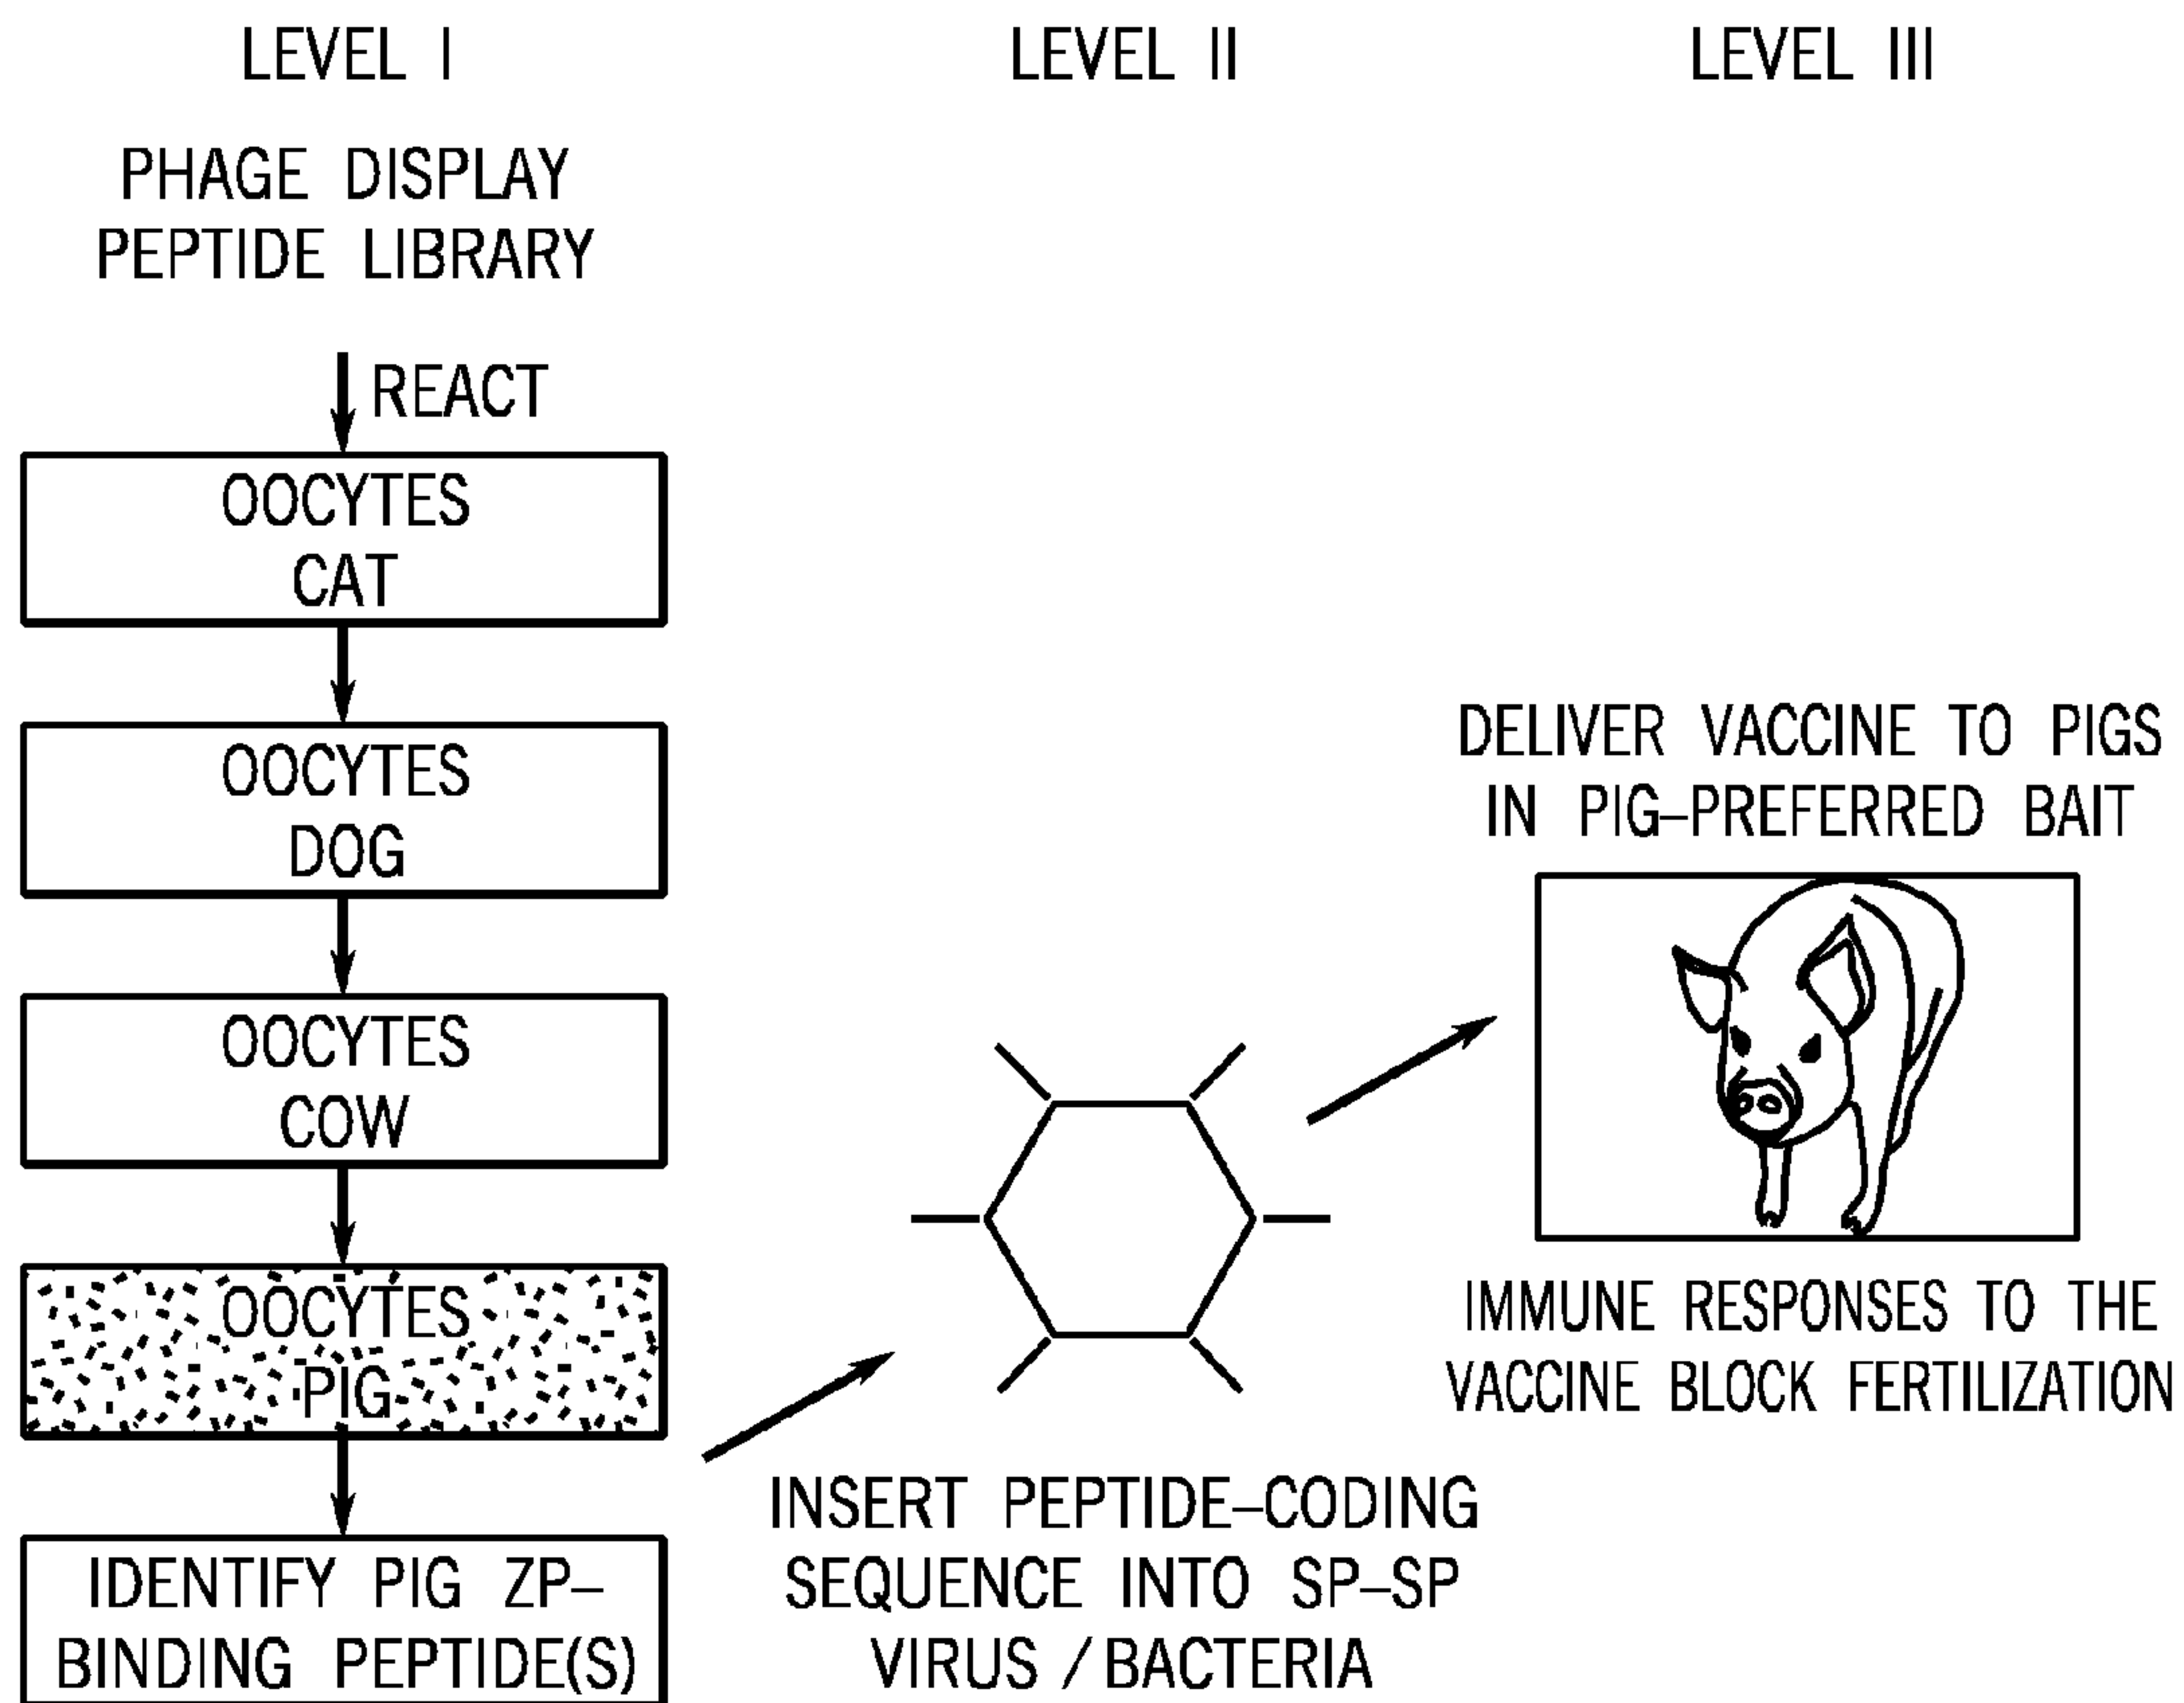 LEVEL I
PHAGE DISPLAY
PEPTIDE LIBRARY
REACT
OOCYTES
CAT
OOCYTES
DOG
OOCYTES
COW
OOCYTES
PIG
IDENTIFY PIG ZP–
BINDING PEPTIDE(S)
LEVEL II
INSERT PEPTIDE–CODING
SEQUENCE INTO SP–SP
VIRUS / BACTERIA
LEVEL III
DELIVER VACCINE TO PIGS
IN PIG–PREFERRED BAIT
IMMUNE RESPONSES TO THE
VACCINE BLOCK FERTILIZATION